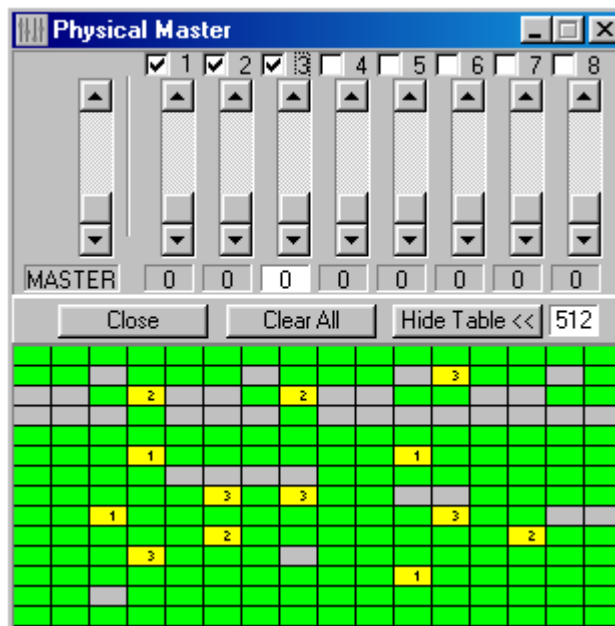 Physical Master
1 2 3 4 5 6 7 8
MASTER 0 0 0 0 0 0 0 0
Close Clear All Hide Table << 512
3
2 2
1 1
3 3
1 3
2 2
3
1